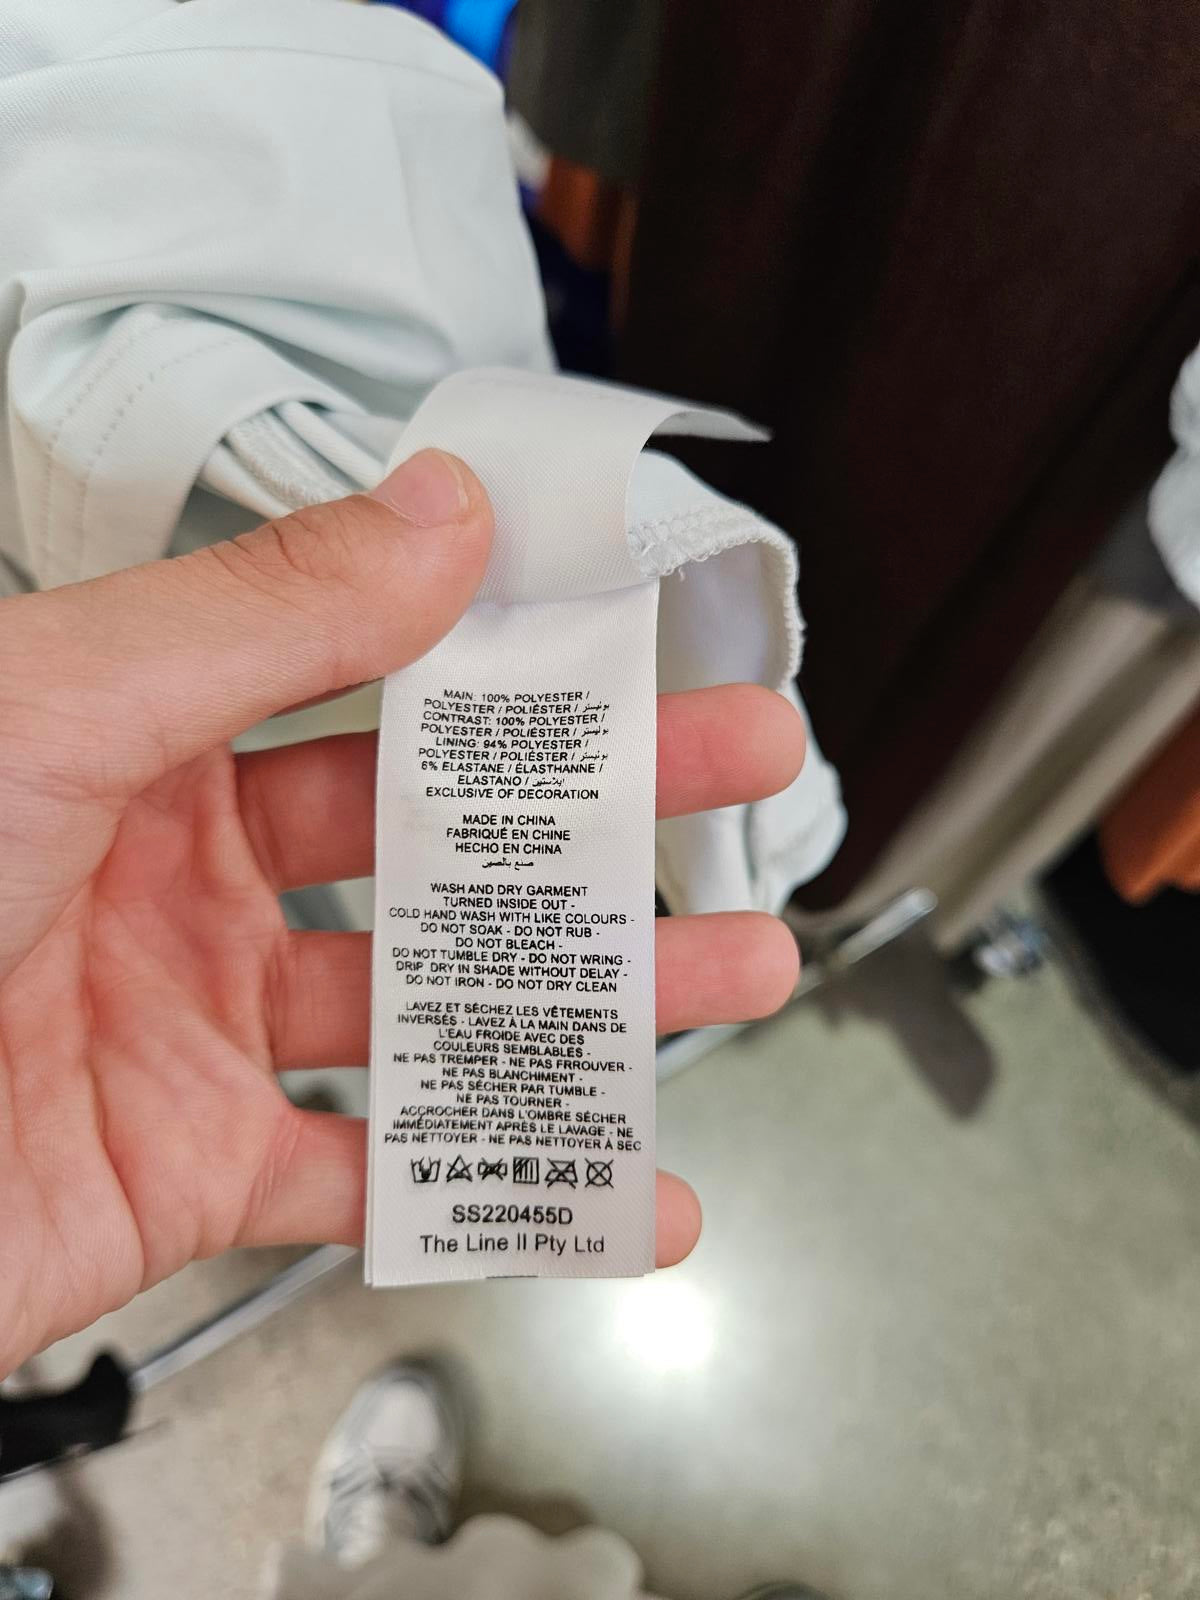 MAIN: 100% POLYESTER /
POLYESTER / POLIÉSTER / بوليستر
CONTRAST: 100% POLYESTER /
POLYESTER / POLIÉSTER / بوليستر
LINING: 94% POLYESTER /
POLYESTER / POLIÉSTER / بوليستر
6% ELASTANE / ÉLASTHANNE /
ELASTANO /
EXCLUSIVE OF DECORATION
MADE IN CHINA
FABRIQUÉ EN CHINE
HECHO EN CHINA
صنع بالصين
WASH AND DRY GARMENT
TURNED INSIDE OUT -
COLD HAND WASH WITH LIKE COLOURS -
DO NOT SOAK - DO NOT RUB -
DO NOT BLEACH -
DO NOT TUMBLE DRY - DO NOT WRING -
DRIP DRY IN SHADE WITHOUT DELAY -
DO NOT IRON - DO NOT DRY CLEAN
LAVEZ ET SÉCHEZ LES VÊTEMENTS
INVERSÉS - LAVEZ À LA MAIN DANS DE
L'EAU FROIDE AVEC DES
COULEURS SEMBLABLES -
NE PAS TREMPER - NE PAS FRROUVER -
NE PAS BLANCHIMENT -
NE PAS SÉCHER PAR TUMBLE -
NE PAS TOURNER -
ACCROCHER DANS L'OMBRE SÉCHER
IMMÉDIATEMENT APRÈS LE LAVAGE - NE
PAS NETTOYER - NE PAS NETTOYER À SEC
SS220455D
The Line II Pty Ltd